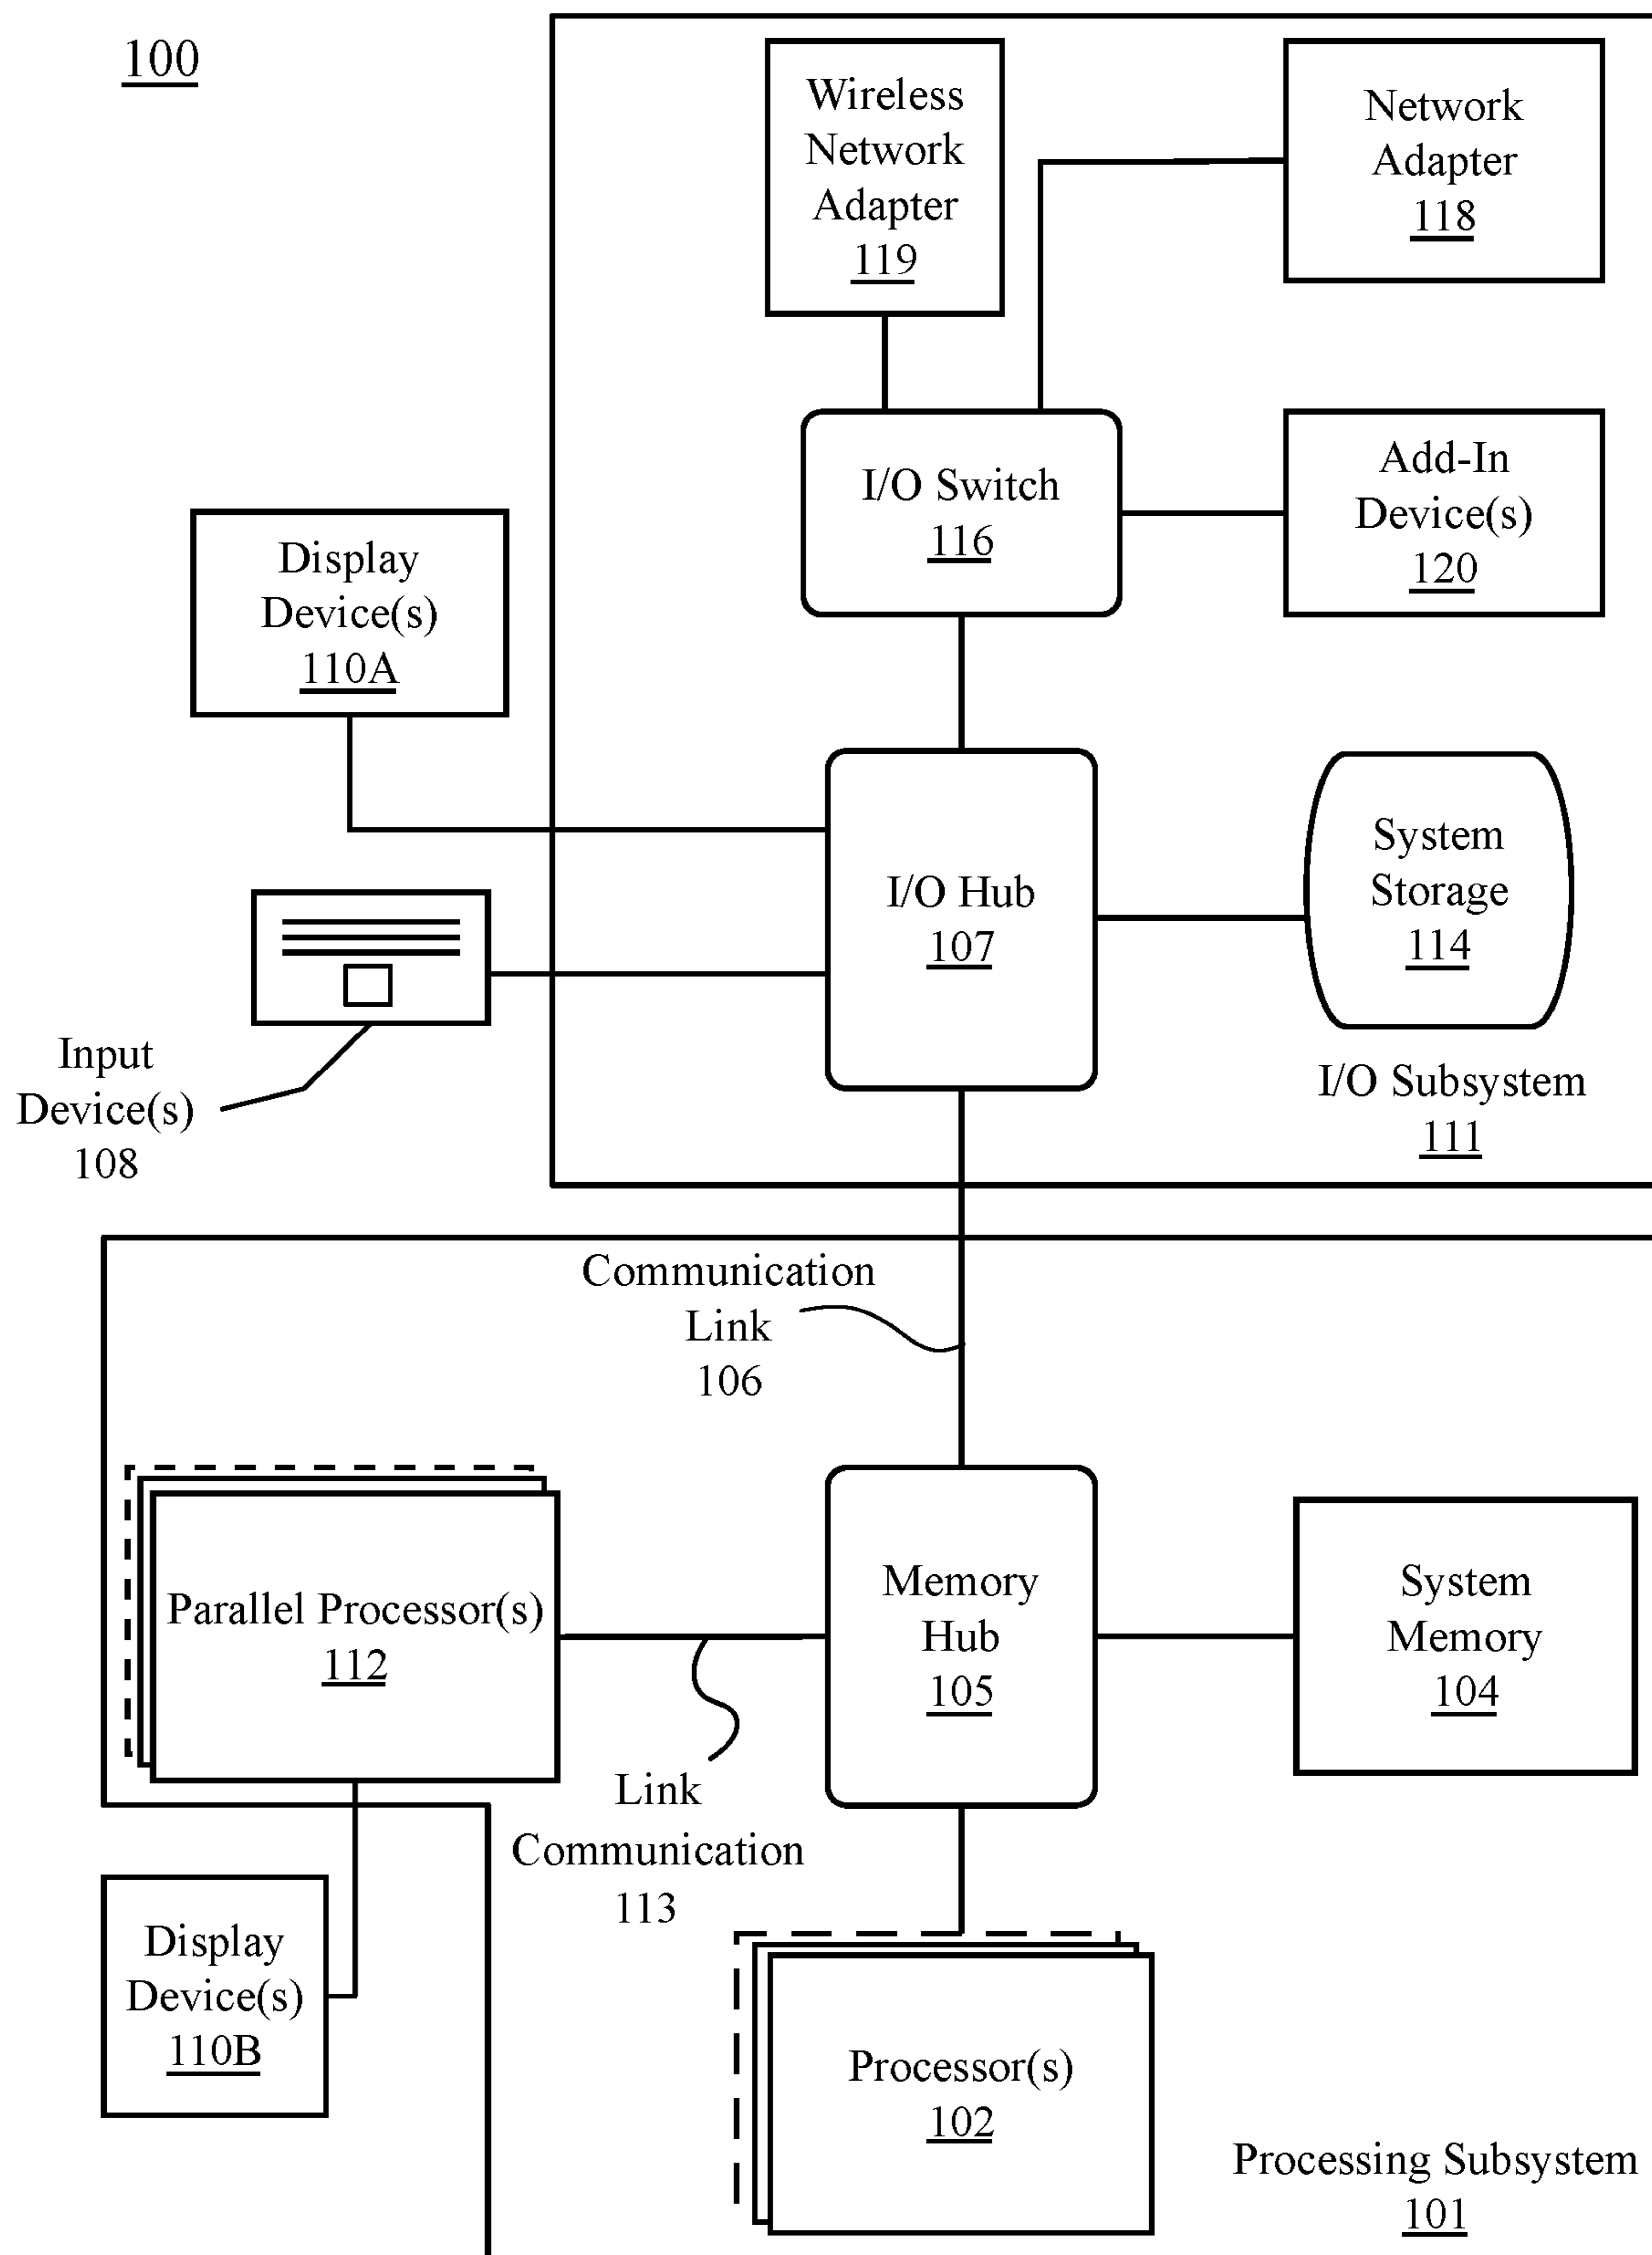 100
Wireless
Network
Adapter
119
Network
Adapter
118
I/O Switch
116
Add-In
Device(s)
120
Display
Device(s)
110A
I/O Hub
107
System
Storage
114
Input
Device(s)
108
I/O Subsystem
111
Communication
Link
106
Parallel Processor(s)
112
Memory
Hub
105
System
Memory
104
Link
Communication
113
Display
Device(s)
110B
Processor(s)
102
Processing Subsystem
101